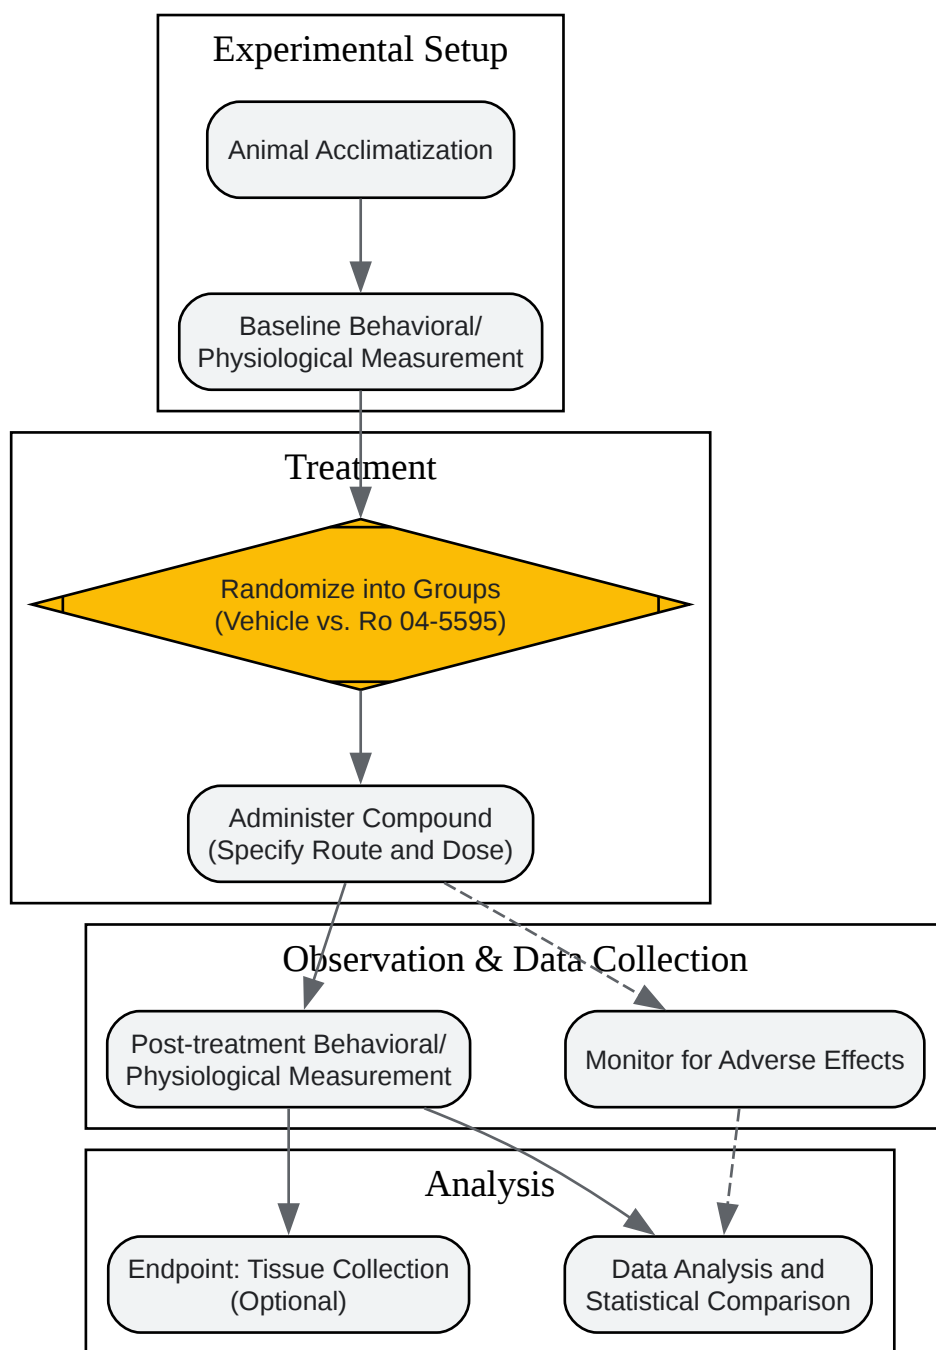 Experimental Setup
Animal Acclimatization
Baseline Behavioral/
Physiological Measurement
Treatment
Randomize into Groups
(Vehicle vs. Ro 04-5595)
Administer Compound
(Specify Route and Dose)
Observation & Data Collection
Post-treatment Behavioral/
Physiological Measurement
Monitor for Adverse Effects
Analysis
Endpoint: Tissue Collection
(Optional)
Data Analysis and
Statistical Comparison